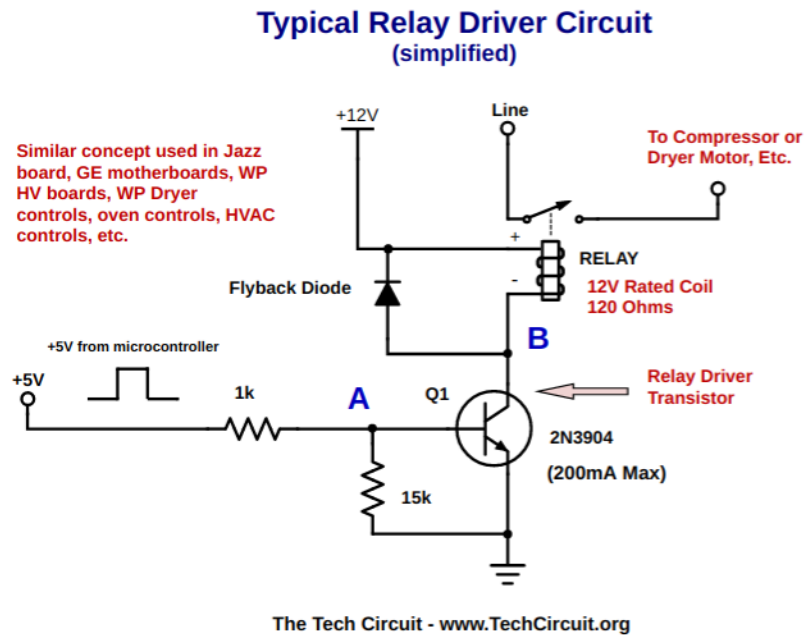 Typical Relay Driver Circuit
(simplified)
+12V
Line
Similar concept used in Jazz
board, GE motherboards, WP
HV boards, WP Dryer
controls, oven controls, HVAC
controls, etc.
To Compressor or
Dryer Motor, Etc.
+
-
RELAY
12V Rated Coil
120 Ohms
Flyback Diode
B
+5V from microcontroller
+5V
1k
A
Q1
Relay Driver
Transistor
2N3904
(200mA Max)
15k
The Tech Circuit - www.TechCircuit.org